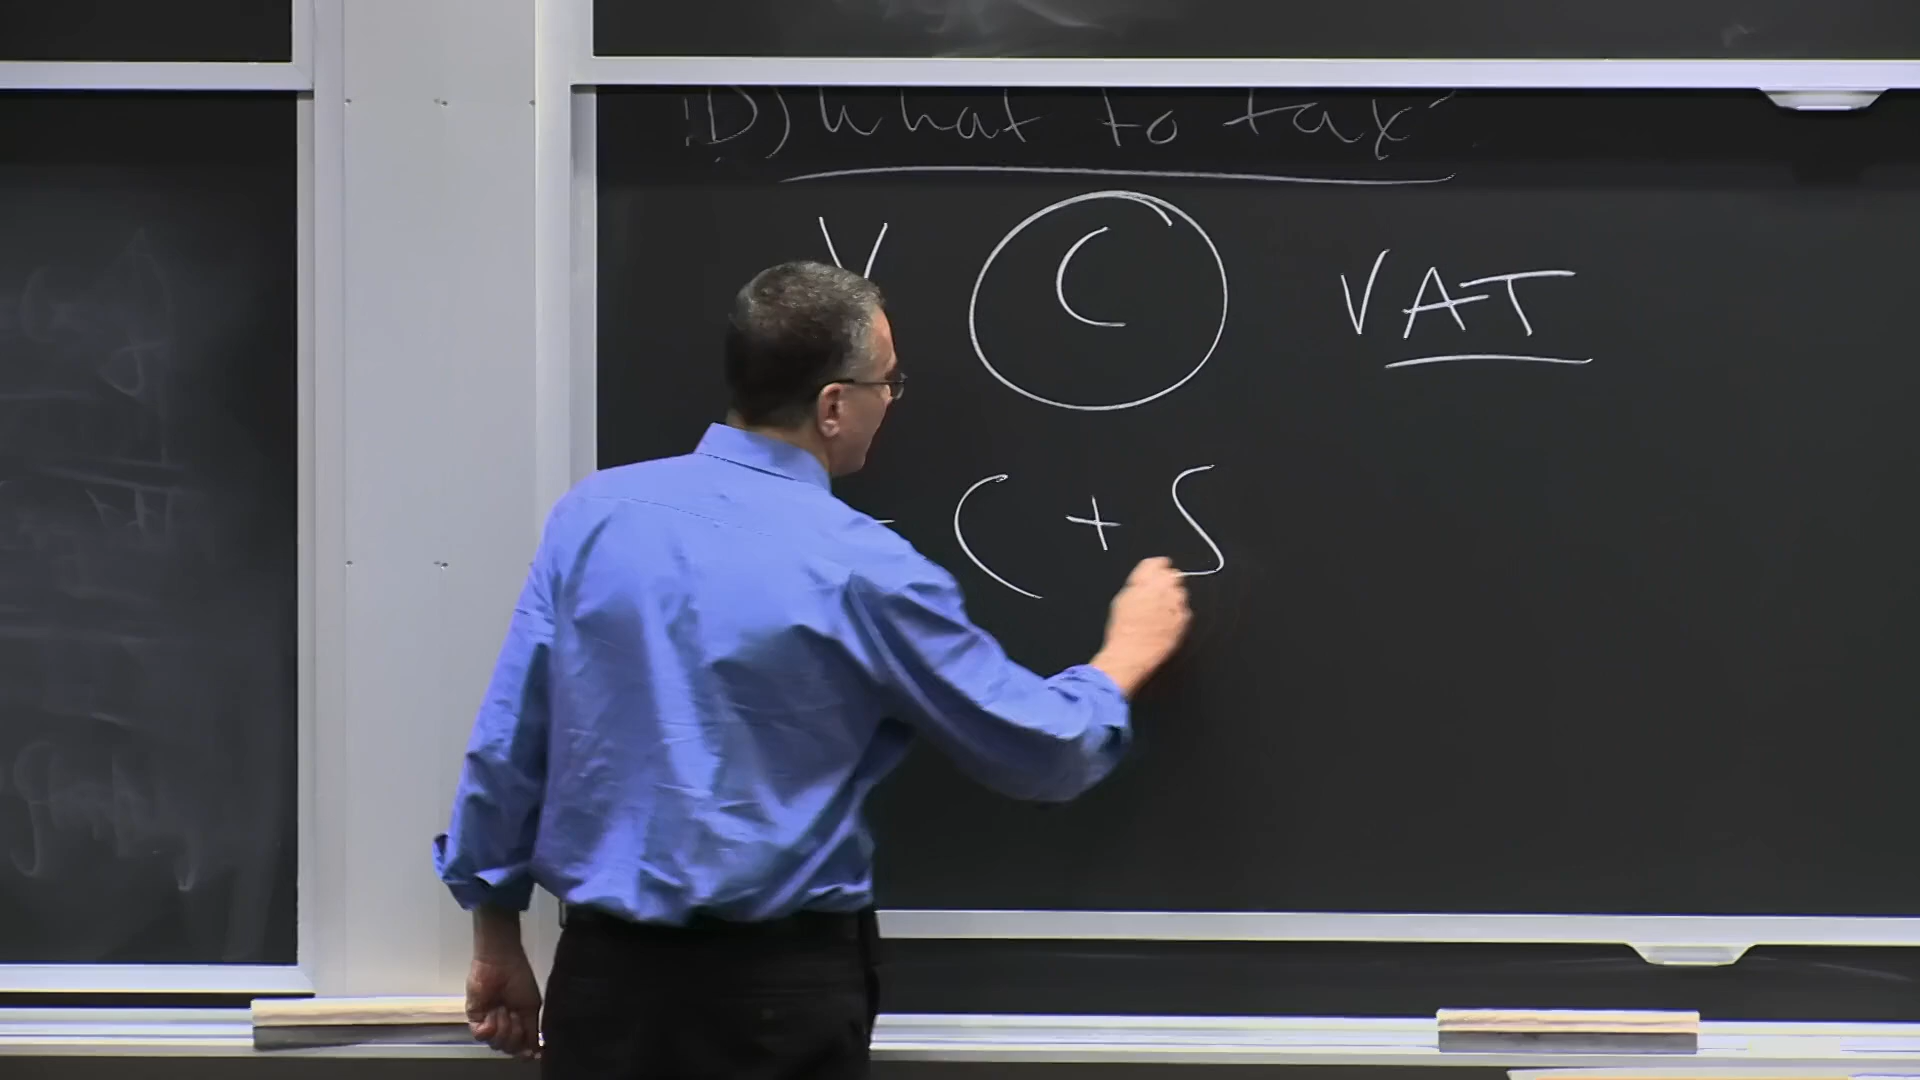 D) What to tax?
Y C VAT
= C + S